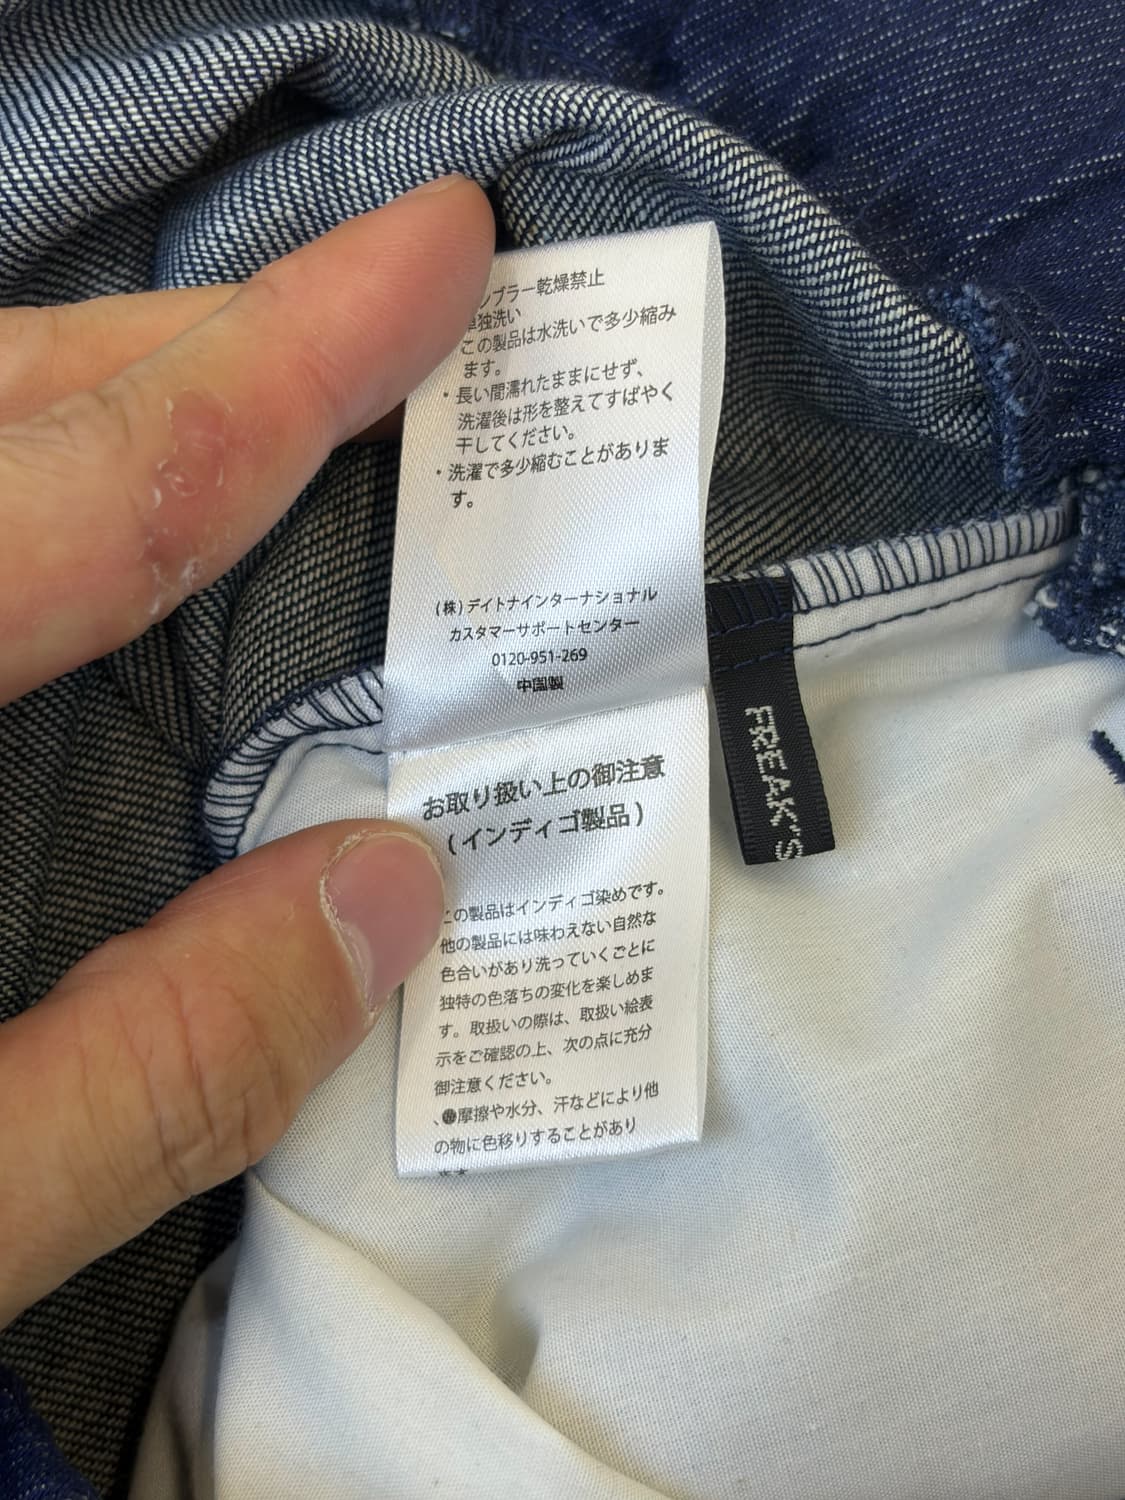 ンブラー乾燥禁止
単独洗い
この製品は水洗いで多少縮み
ます。
・長い間濡れたままにせず、
洗濯後は形を整えてすばやく
干してください。
・洗濯で多少縮むことがありま
す。
(株)デイトナインターナショナル
カスタマーサポートセンター
0120-951-269
中国製
お取り扱い上の御注意
(インディゴ製品)
この製品はインディゴ染めです。
他の製品には味わえない自然な
色合いがあり洗っていくごとに
独特の色落ちの変化を楽しめま
す。取扱いの際は、取扱い絵表
示をご確認の上、次の点に充分
御注意ください。
、●摩擦や水分、汗などにより他
の物に色移りすることがあり
FREAK'S